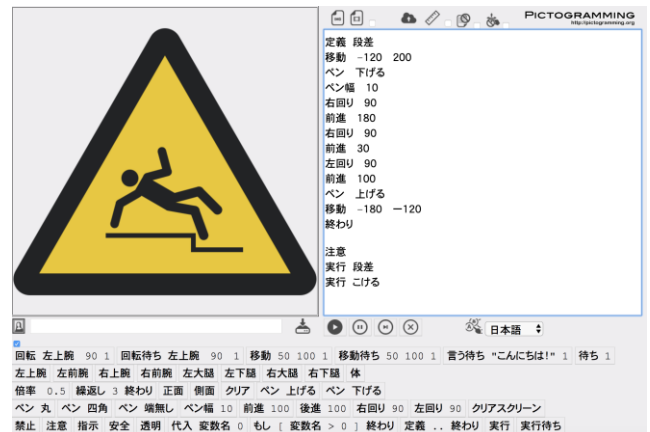 PICTOGRAMMING
http://pictogramming.org
定義 段差
移動 -120 200
ペン 下げる
ペン幅 10
右回り 90
前進 180
右回り 90
前進 30
左回り 90
前進 100
ペン 上げる
移動 -180 ー120
終わり
注意
実行 段差
実行 こける
日本語
回転 左上腕 90 1 回転待ち 左上腕 90 1 移動 50 100 1 移動待ち 50 100 1 言う待ち "こんにちは!" 1 待ち 1
左上腕 左前腕 右上腕 右前腕 左大腿 左下腿 右大腿 右下腿 体
倍率 0.5 繰返し 3 終わり 正面 側面 クリア ペン 上げる ペン 下げる
ペン 丸 ペン 四角 ペン 端無し ペン幅 10 前進 100 後進 100 右回り 90 左回り 90 クリアスクリーン
禁止 注意 指示 安全 透明 代入 変数名 0 もし [ 変数名 > 0 ] 終わり 定義 .. 終わり 実行 実行待ち